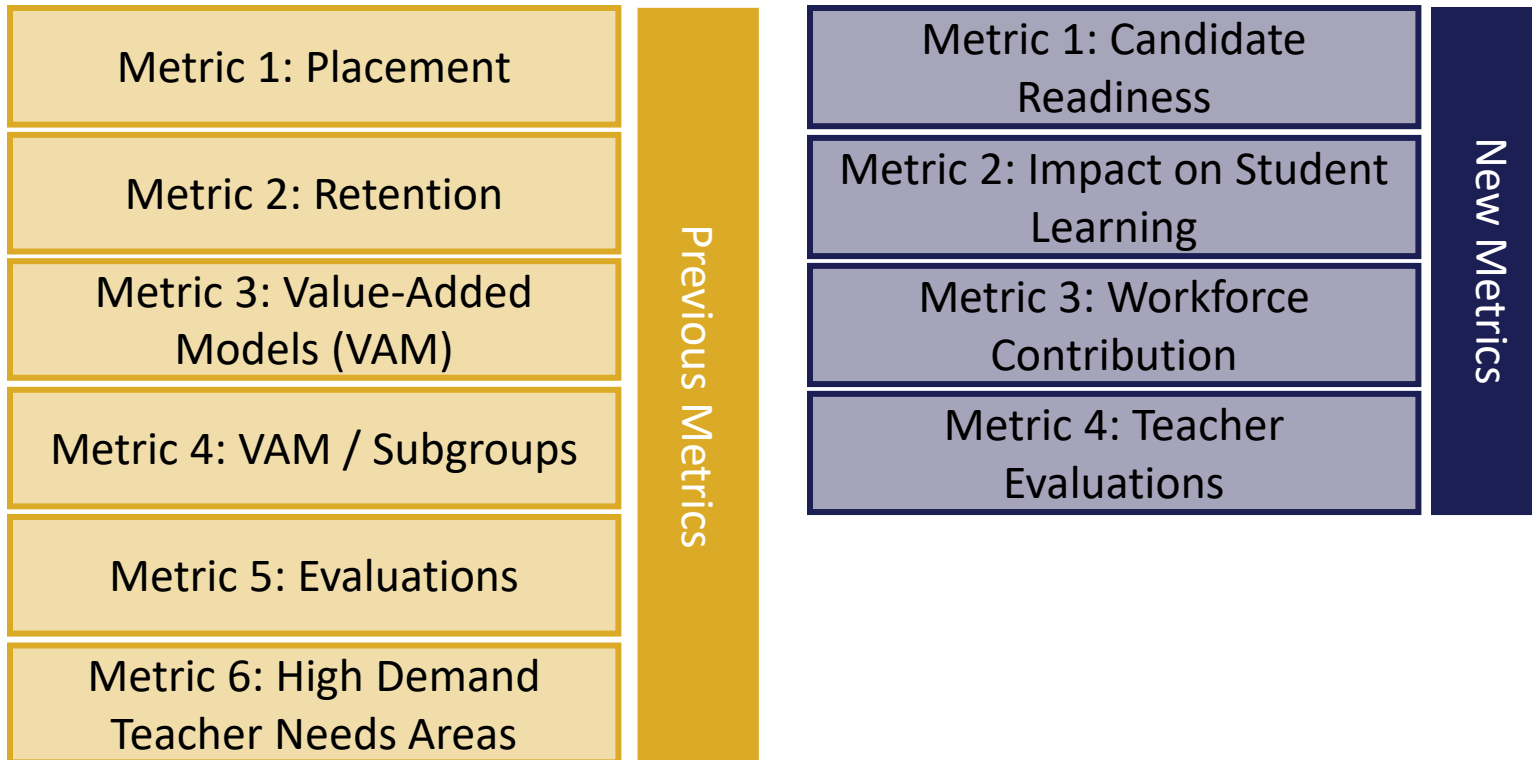 Metric 1: Placement
Metric 2: Retention
Metric 3: Value-Added
Models (VAM)
Metric 4: VAM / Subgroups
Metric 5: Evaluations
Metric 6: High Demand
Teacher Needs Areas
Previous Metrics
Metric 1: Candidate
Readiness
Metric 2: Impact on Student
Learning
Metric 3: Workforce
Contribution
Metric 4: Teacher
Evaluations
New Metrics